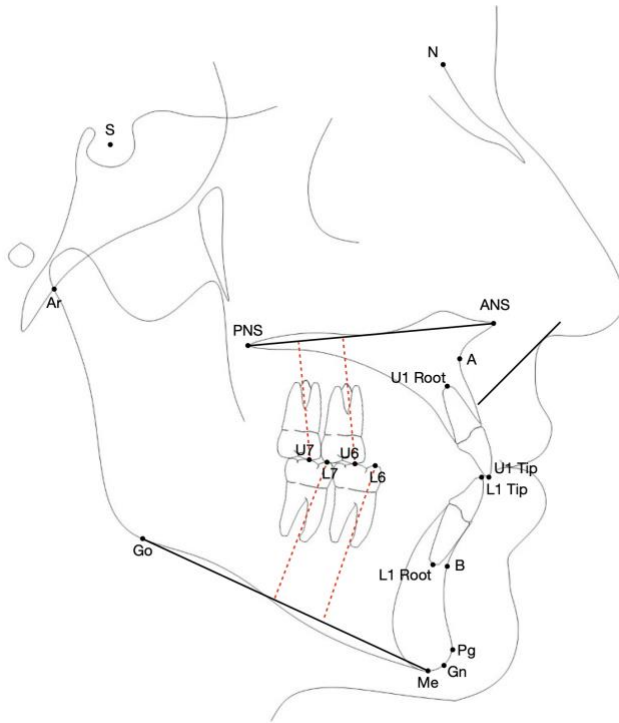 N
S
Ar
ANS
PNS
A
U1 Root
U7
U6
L7
L6
U1 Tip
L1 Tip
Go
L1 Root
B
Pg
Gn
Me